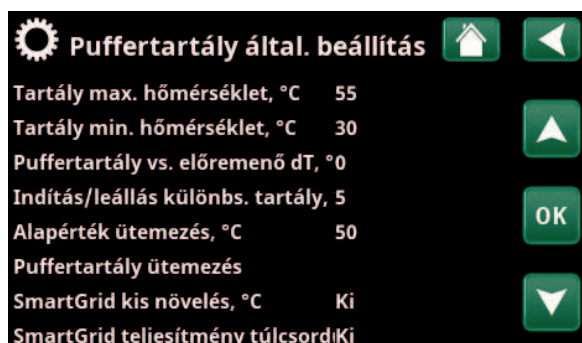 Puffertartály által. beállítás
Tartály max. hőmérséklet, °C 55
Tartály min. hőmérséklet, °C 30
Puffertartály vs. előremenő dT, °0
Indítás/leállás különbs. tartály, 5
OK
Alapérték ütemezés, °C 50
Puffertartály ütemezés
SmartGrid kis növelés, °C Ki
SmartGrid teljesítmény túlcsord Ki